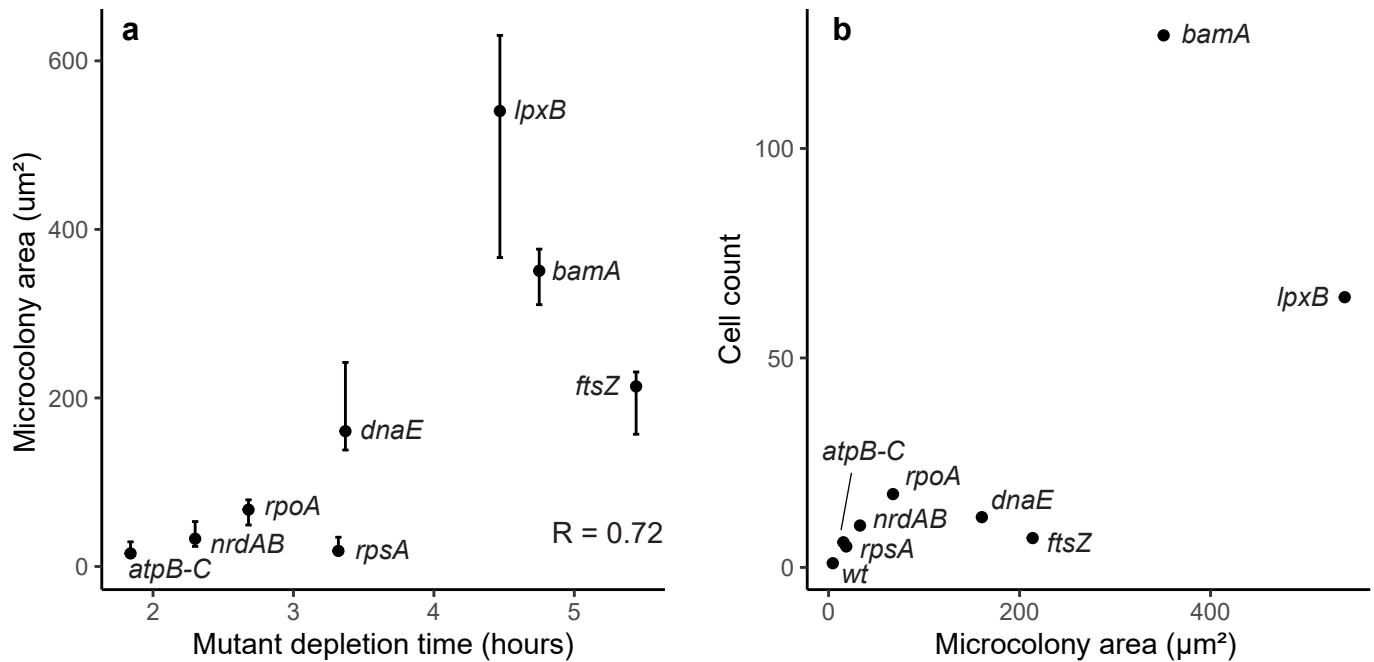 a
600
400
200
0
Microcolony area (um²)
lpxB
bamA
ftsZ
dnaE
rpoA
nrdAB
rpsA
atpB-C
R = 0.72
2
3
4
5
Mutant depletion time (hours)
b
100
50
0
Cell count
bamA
lpxB
atpB-C
rpoA
dnaE
nrdAB
ftsZ
rpsA
wt
0
200
400
Microcolony area (µm²)